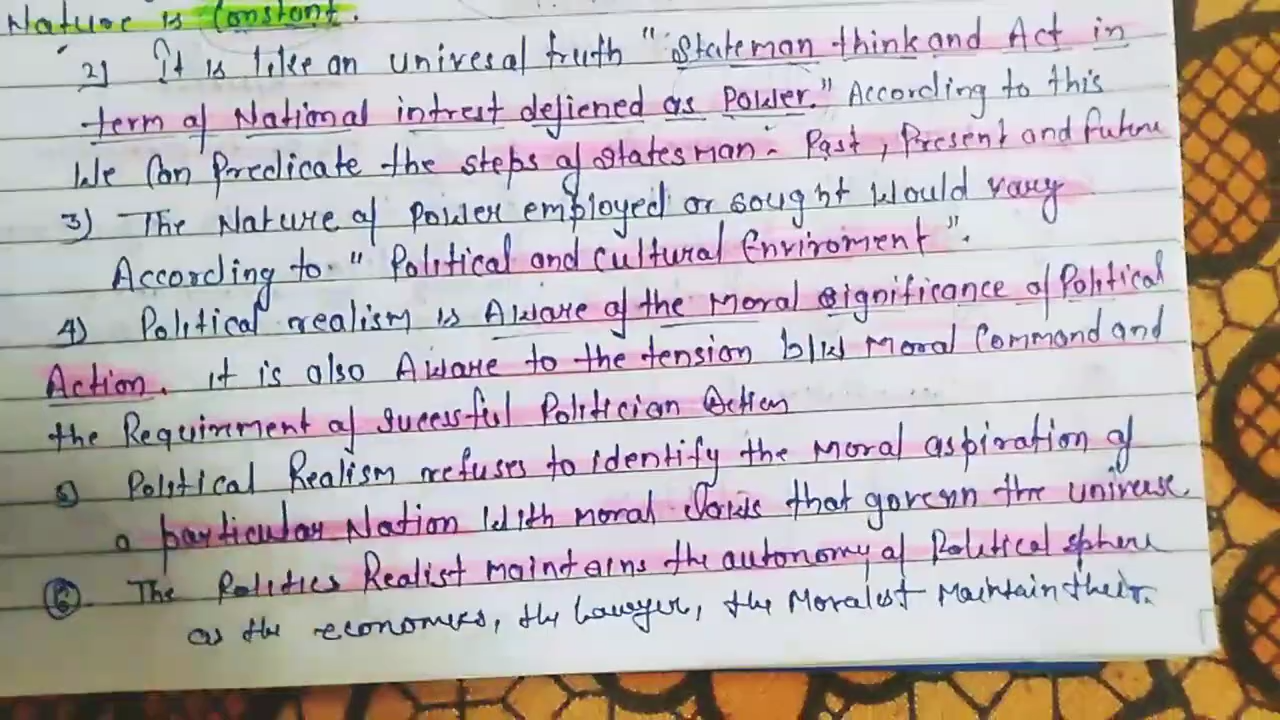 Nature is Constant.
2) It is like an univesal truth "Stateman think and Act in
term of National intrest defiened as Power." According to this
We Can Predicate the steps of statesman - Past, Present and future
3) The Nature of Power employed or sought Would vary
According to "Political and cultural Enviroment".
4) Political realism is Aware of the Moral significance of Political
Action. it is also Aware to the tension b/w Moral Command and
the Requirment of sucessful Politician Action
5) Political Realism refuses to identify the Moral aspiration of
a particular Nation With moral that govern the universe.
6. The Politics Realist maintains the autonomy of Political sphere
as the economics, the Lawyer, the Moralist Maintain their.